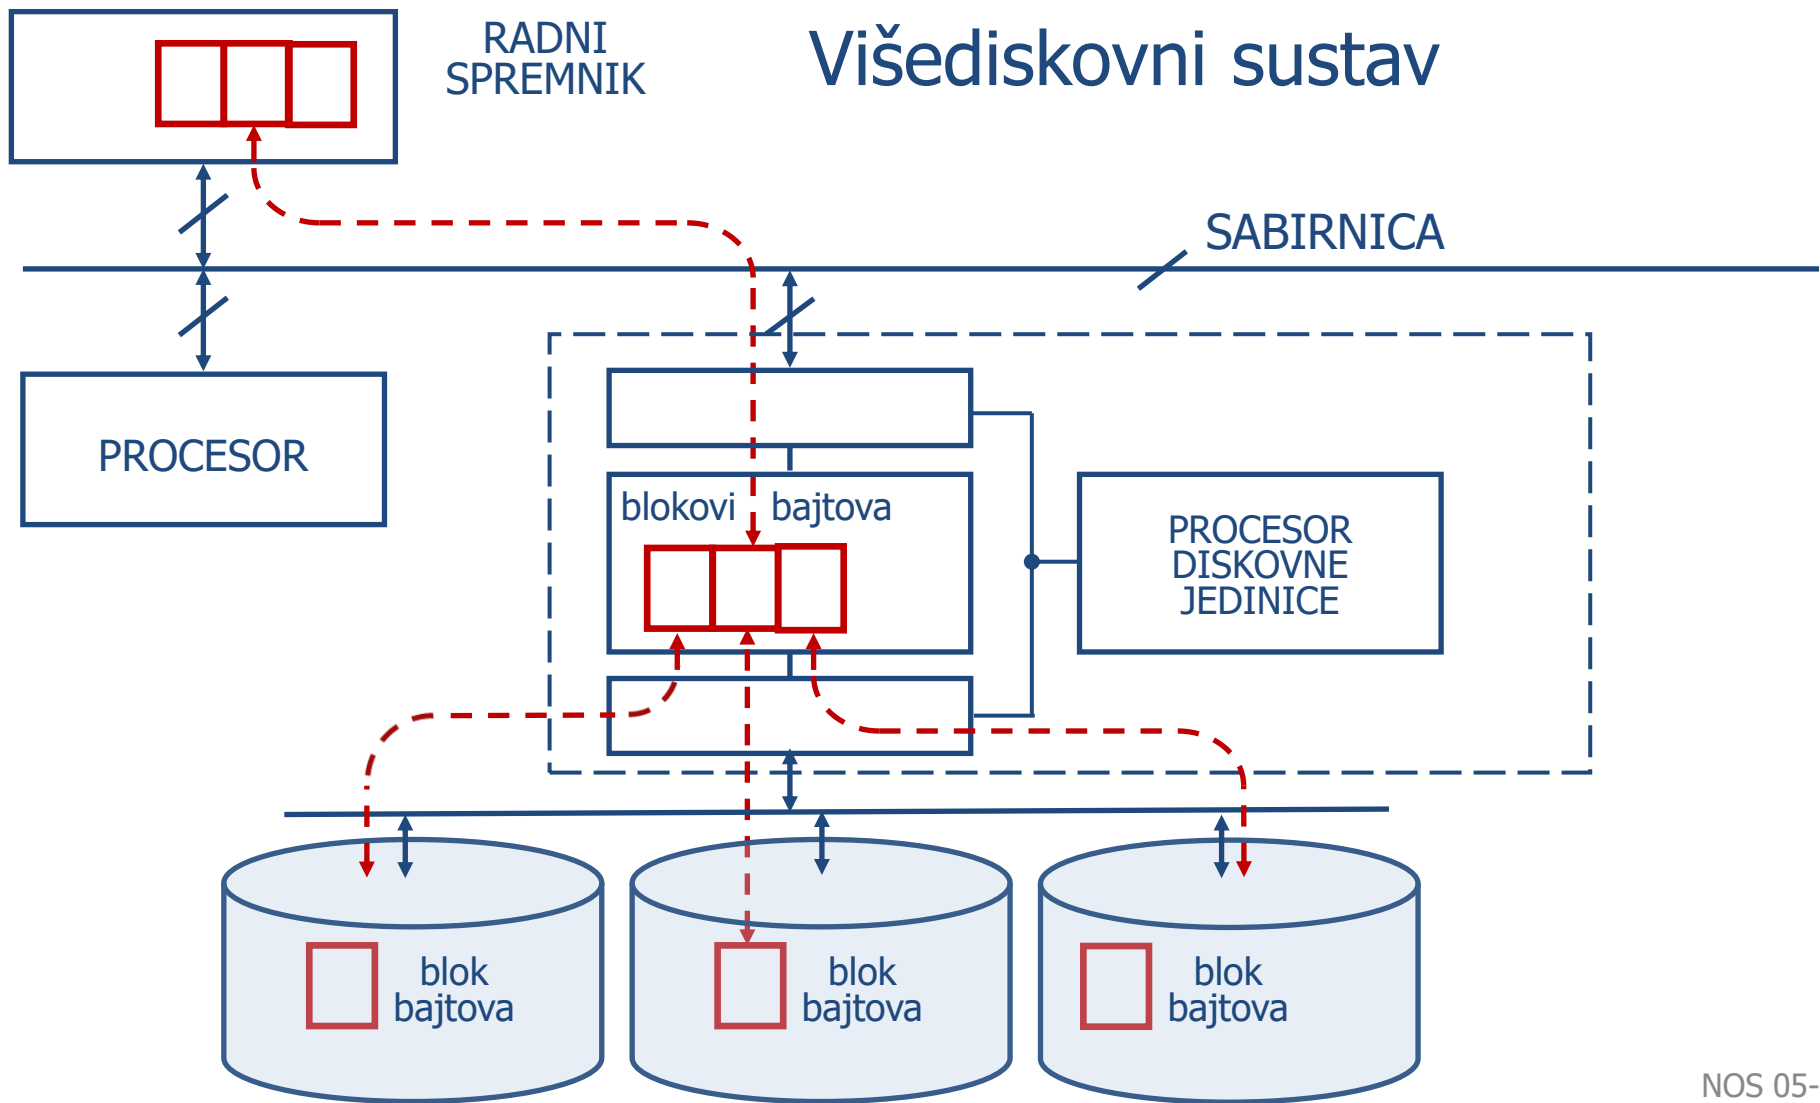 RADNI
SPREMNIK
Višediskovni sustav
SABIRNICA
PROCESOR
blokovi bajtova
PROCESOR
DISKOVNE
JEDINICE
blok
bajtova
blok
bajtova
blok
bajtova
NOS 05-